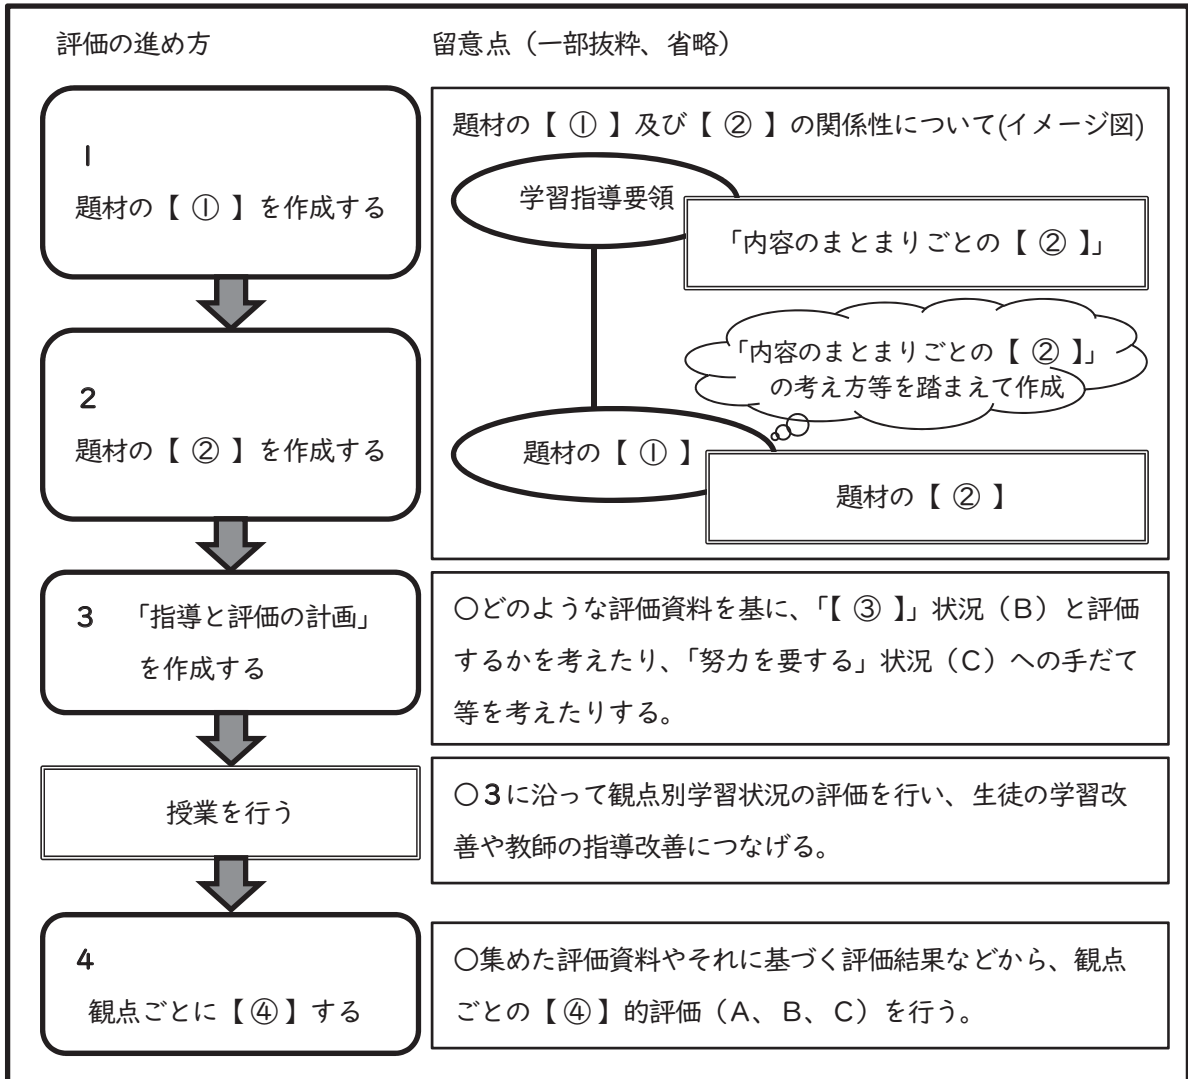 評価の進め方
留意点（一部抜粋、省略）
1
題材の【 ① 】を作成する
題材の【 ① 】及び【 ② 】の関係性について(イメージ図)
学習指導要領
「内容のまとまりごとの【 ② 】」
「内容のまとまりごとの【 ② 】」
の考え方等を踏まえて作成
題材の【 ① 】
題材の【 ② 】
2
題材の【 ② 】を作成する
3 「指導と評価の計画」
を作成する
〇どのような評価資料を基に、「【 ③ 】」状況（Ｂ）と評価
するかを考えたり、「努力を要する」状況（Ｃ）への手だて
等を考えたりする。
授業を行う
〇３に沿って観点別学習状況の評価を行い、生徒の学習改
善や教師の指導改善につなげる。
4
観点ごとに【 ④ 】する
〇集めた評価資料やそれに基づく評価結果などから、観点
ごとの【 ④ 】的評価（Ａ、Ｂ、Ｃ）を行う。